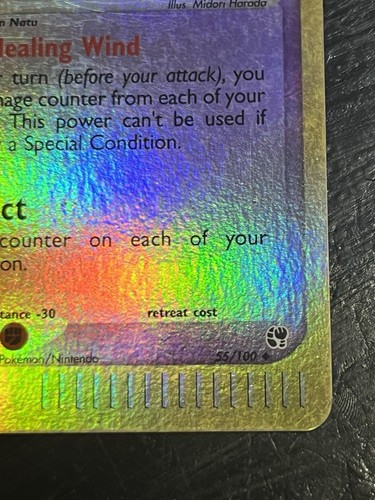 Illus. Midori Harada
n Natu
Healing Wind
r turn (before your attack), you
mage counter from each of your
. This power can't be used if
a Special Condition.
ct
counter on each of your
on.
tance -30
retreat cost
Pokémon/Nintendo
55/100